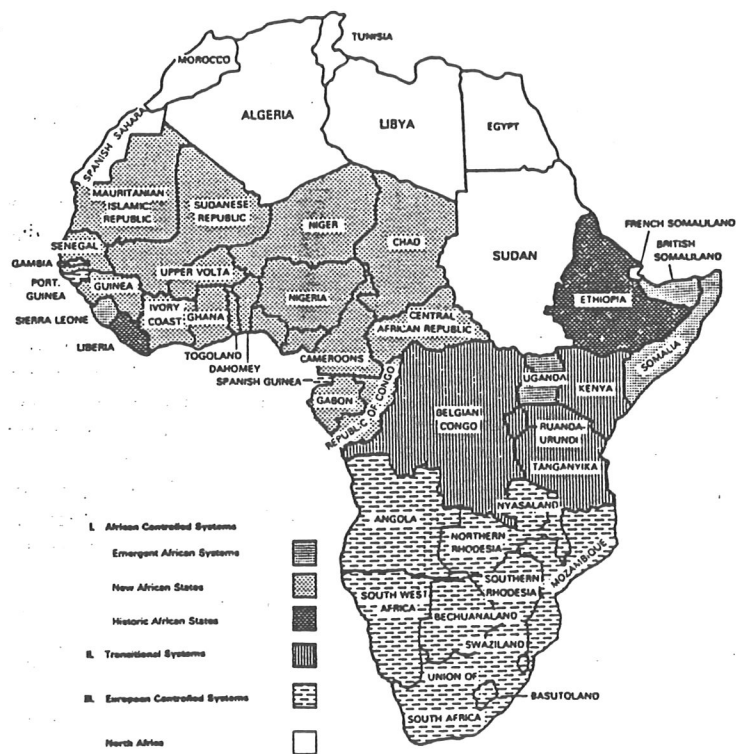 TUNISIA
MOROCCO
ALGERIA
LIBYA
EGYPT
SPANISH SAHARA
MAURITANIAN
ISLAMIC
REPUBLIC
SUDANESE
REPUBLIC
NIGER
CHAD
SUDAN
FRENCH SOMALILAND
BRITISH
SOMALILAND
SENEGAL
GAMBIA
PORT.
GUINEA
GUINEA
UPPER VOLTA
NIGERIA
ETHIOPIA
SIERRA LEONE
IVORY
COAST
GHANA
CENTRAL
AFRICAN REPUBLIC
LIBERIA
TOGOLAND
DAHOMEY
CAMEROONS
SPANISH GUINEA
SOMALIA
UGANDA
KENYA
GABON
REPUBLIC OF CONGO
BELGIAN
CONGO
RUANDA-
URUNDI
TANGANYIKA
NYASALAND
ANGOLA
NORTHERN
RHODESIA
MOZAMBIQUE
SOUTHERN
RHODESIA
SOUTH WEST
AFRICA
BECHUANALAND
SWAZILAND
UNION OF
SOUTH AFRICA
BASUTOLAND
I. African Controlled Systems
Emergent African Systems
New African States
Historic African States
II. Transitional Systems
III. European Controlled Systems
North Africa